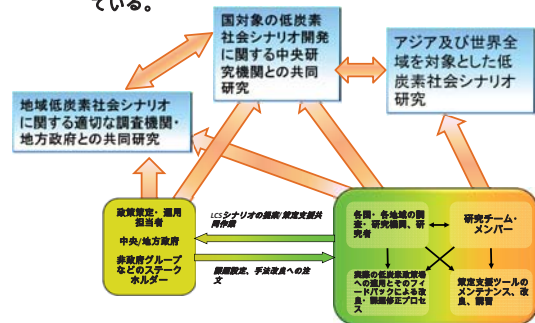 ている。
国対象の低炭素
社会シナリオ開発
に関する中央研
究機関との共同
研究
アジア及び世界全
域を対象とした低
炭素社会シナリオ
研究
地域低炭素社会シナリオ
に関する適切な調査機関・
地方政府との共同研究
政策策定・運用
担当者
中央/地方政府
非政府グループ
などのステーク
ホルダー
LCSシナリオの提案/策定支援共
同作業
課題設定、手法改良への注
文
各国・各地域の調
査・研究機関、研
究者
研究チーム・
メンバー
実際の低炭素政策場
への適用とそのフィ
ードバックによる改
良・課題修正プロセ
ス
策定支援ツールの
メンテナンス、改
良、講習